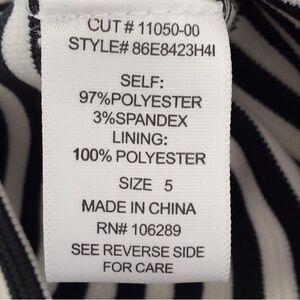 CUT # 11050-00
STYLE# 86E8423H4I
SELF:
97%POLYESTER
3%SPANDEX
LINING:
100% POLYESTER
SIZE 5
MADE IN CHINA
RN# 106289
SEE REVERSE SIDE
FOR CARE